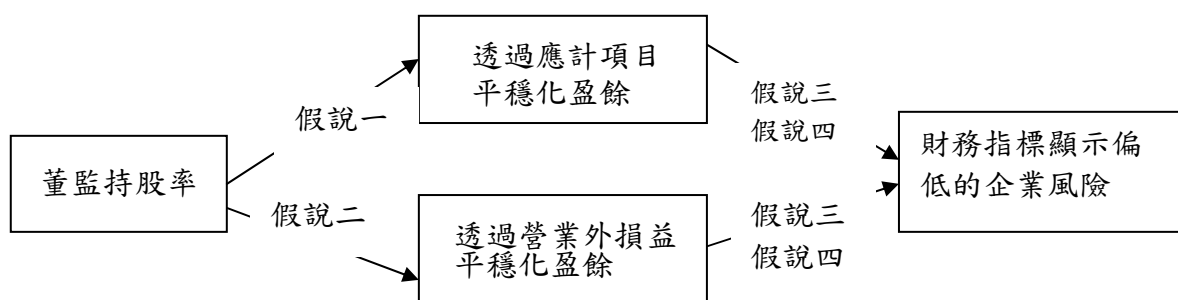 董監持股率
假說一
假說二
透過應計項目
平穩化盈餘
透過營業外損益
平穩化盈餘
假說三
假說四
假說三
假說四
財務指標顯示偏
低的企業風險